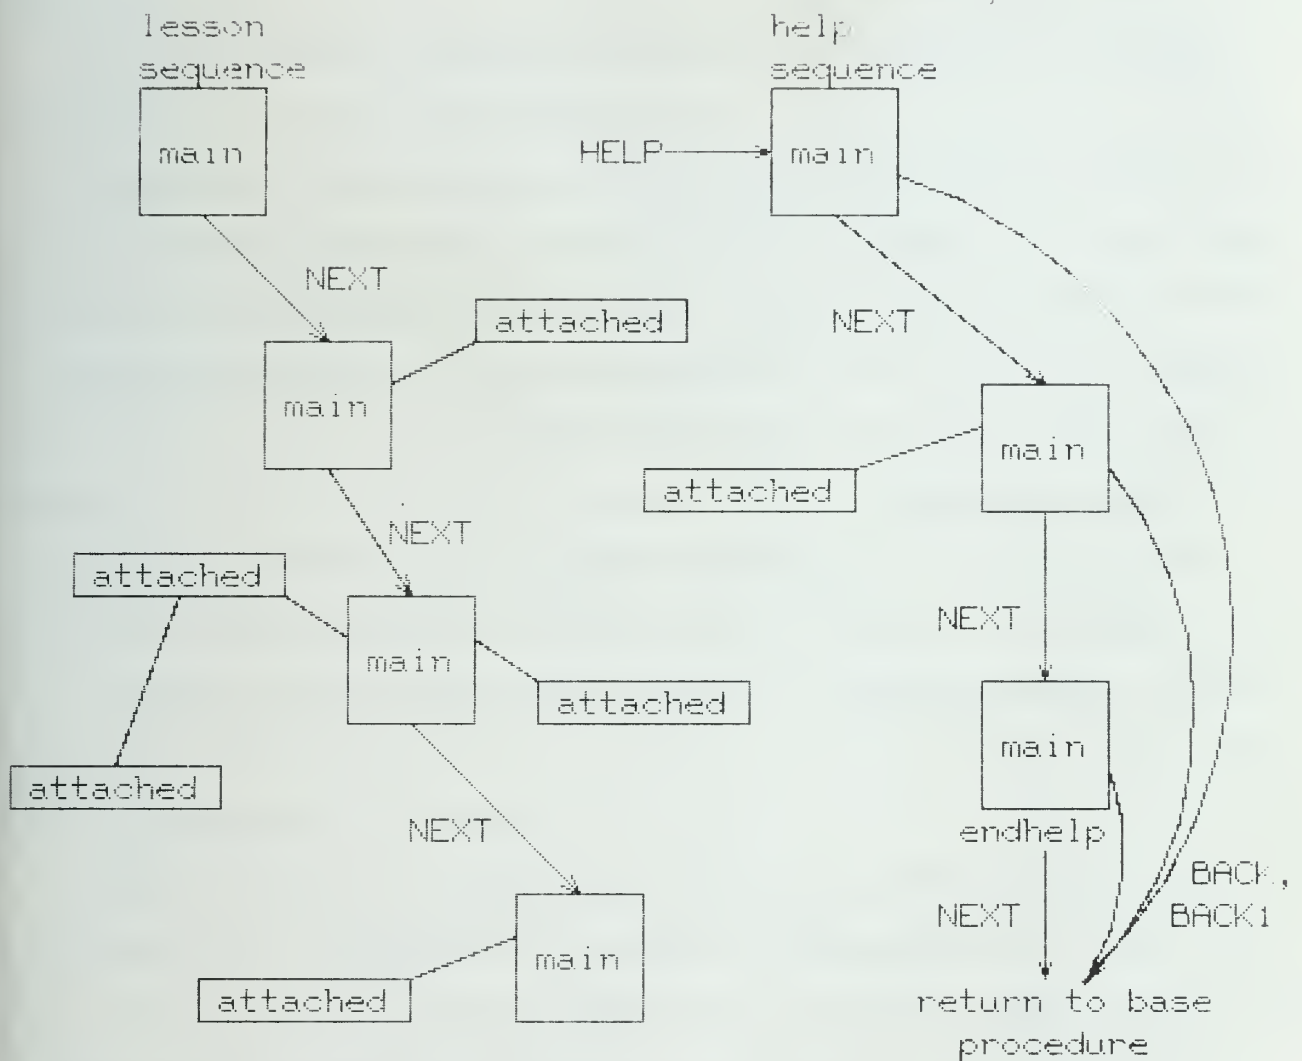 lesson
sequence
main
NEXT
attached
main
NEXT
attached
main
attached
attached
NEXT
main
attached
help
sequence
HELP
main
NEXT
main
attached
NEXT
main
endhelp
NEXT
BACK,
BACK1
return to base
procedure